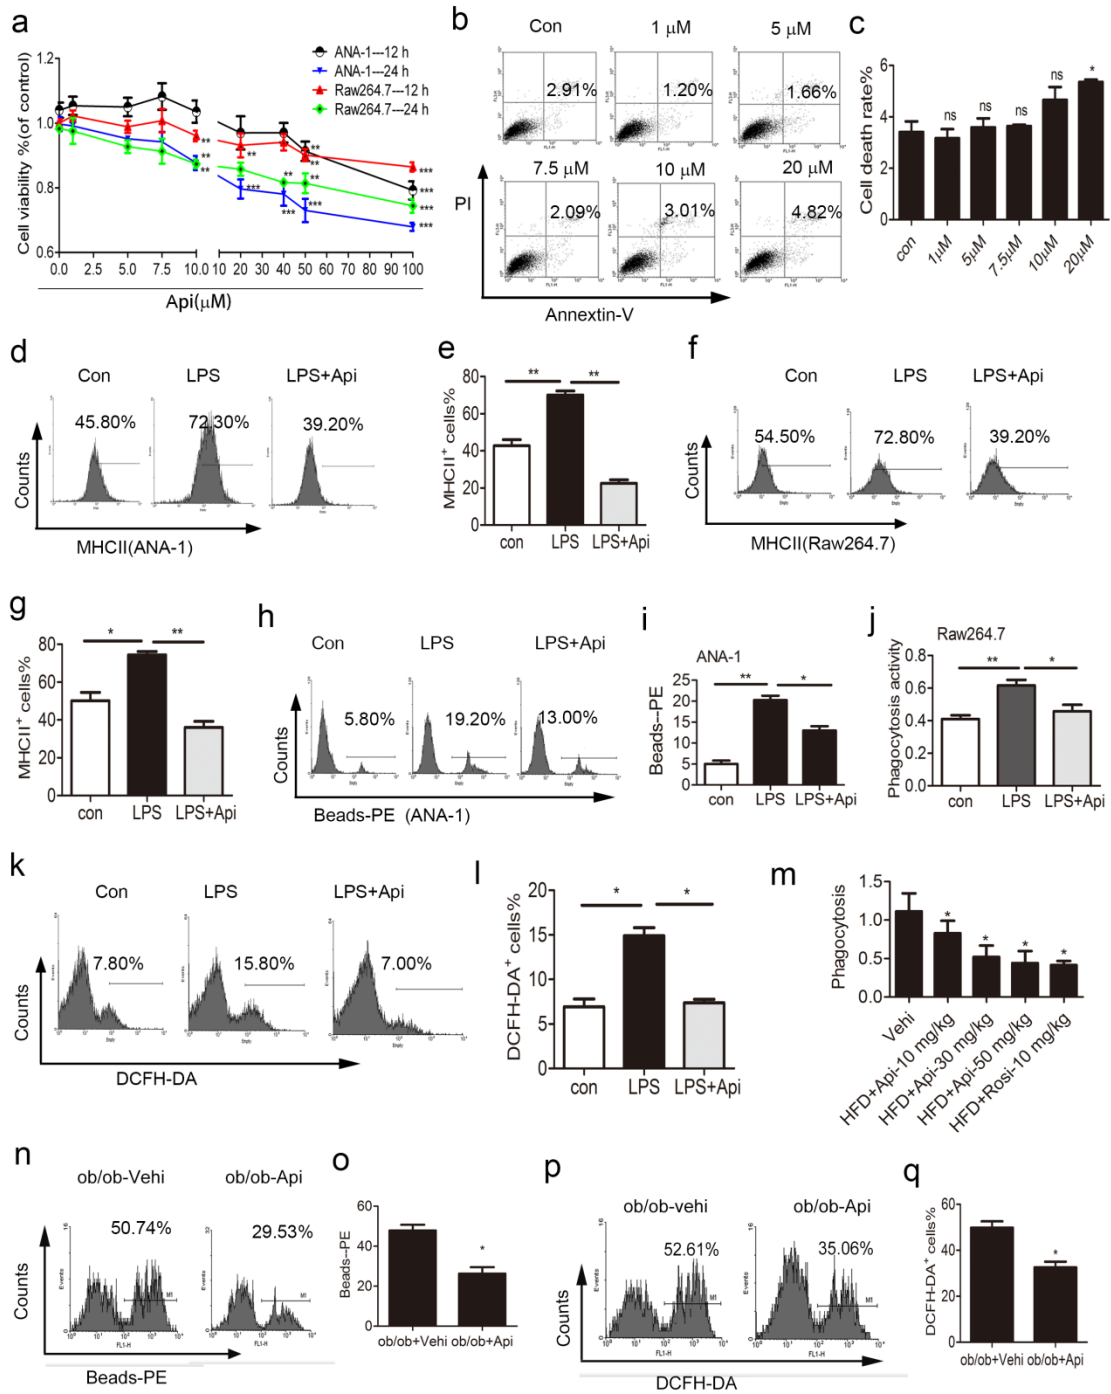 a
Cell viability %(of control)
1.2
1.0
0.8
0.6
ANA-1---12 h
ANA-1---24 h
Raw264.7---12 h
Raw264.7---24 h
** ** ** ** *** *** ** ** *** *** *** *** *** ***
0.0 2.5 5.0 7.5 10.0 10 20 30 40 50 60 70 80 90 100
Api(μM)
b
Con 1 μM 5 μM
2.91% 1.20% 1.66%
7.5 μM 10 μM 20 μM
2.09% 3.01% 4.82%
PI
FL1-H
Annextin-V
c
Cell death rate%
6
4
2
0
ns ns ns ns *
con 1μM 5μM 7.5μM 10μM 20μM
d
Con LPS LPS+Api
45.80% 72.30% 39.20%
Counts
MHCII(ANA-1)
e
MHCII+ cells%
80
60
40
20
0
** **
con LPS LPS+Api
f
Con LPS LPS+Api
54.50% 72.80% 39.20%
Counts
MHCII(Raw264.7)
g
MHCII+ cells%
80
60
40
20
0
* **
con LPS LPS+Api
h
Con LPS LPS+Api
5.80% 19.20% 13.00%
Counts
Beads-PE (ANA-1)
i
ANA-1
Beads--PE
25
20
15
10
5
0
** *
con LPS LPS+Api
j
Raw264.7
Phagocytosis activity
0.8
0.6
0.4
0.2
0.0
** *
con LPS LPS+Api
k
Con LPS LPS+Api
7.80% 15.80% 7.00%
Counts
DCFH-DA
l
DCFH-DA+ cells%
20
15
10
5
0
* *
con LPS LPS+Api
m
Phagocytosis
1.5
1.0
0.5
0.0
* * * *
Vehi
HFD+Api-10 mg/kg
HFD+Api-30 mg/kg
HFD+Api-50 mg/kg
HFD+Rosi-10 mg/kg
n
ob/ob-Vehi ob/ob-Api
50.74% 29.53%
Counts
Events
M1 M1
FL1-H FL1-H
Beads-PE
o
Beads--PE
60
40
20
0
*
ob/ob+Vehi ob/ob+Api
p
ob/ob-vehi ob/ob-Api
52.61% 35.06%
Counts
Events
M1 M1
FL1-H FL1-H
DCFH-DA
q
DCFH-DA+ cells%
60
40
20
0
*
ob/ob+Vehi ob/ob+Api